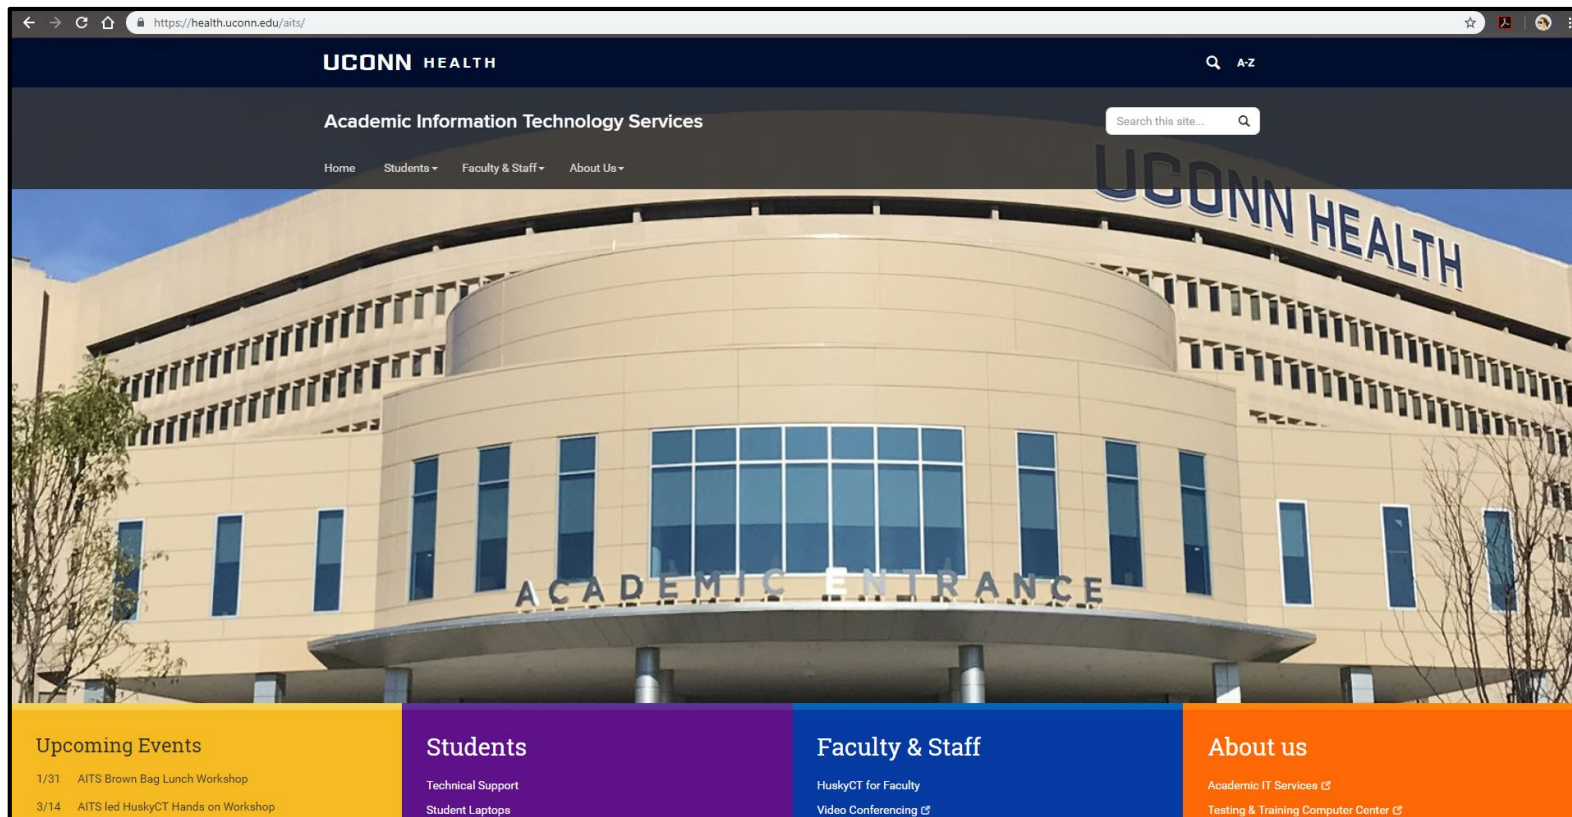 https://health.uconn.edu/aits/
UCONN HEALTH
A-Z
Academic Information Technology Services
Search this site...
Home Students Faculty & Staff About Us
UCONN HEALTH
ACADEMIC ENTRANCE
Upcoming Events
1/31 AITS Brown Bag Lunch Workshop
3/14 AITS led HuskyCT Hands on Workshop
Students
Technical Support
Student Laptops
Faculty & Staff
HuskyCT for Faculty
Video Conferencing
About us
Academic IT Services
Testing & Training Computer Center